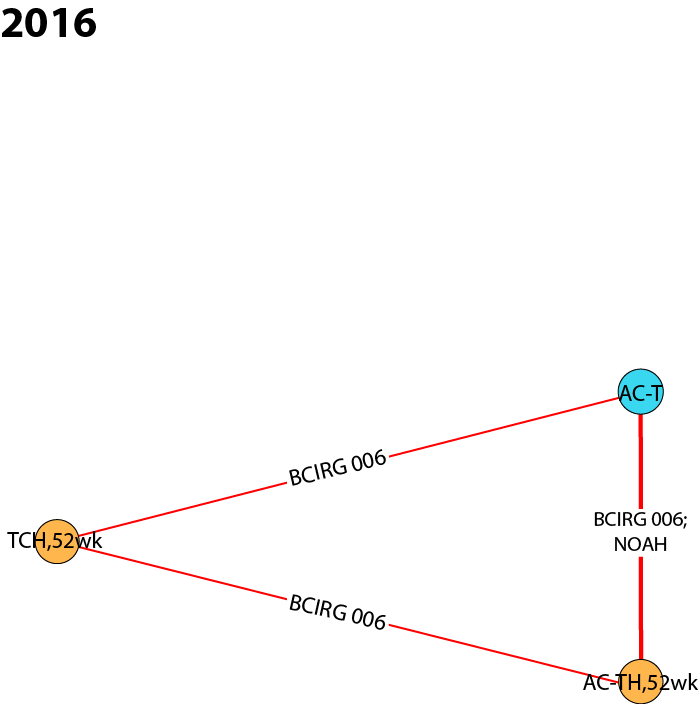 2016
AC-T
BCIRG 006
BCIRG 006;
NOAH
TCH,52wk
BCIRG 006
AC-TH,52wk